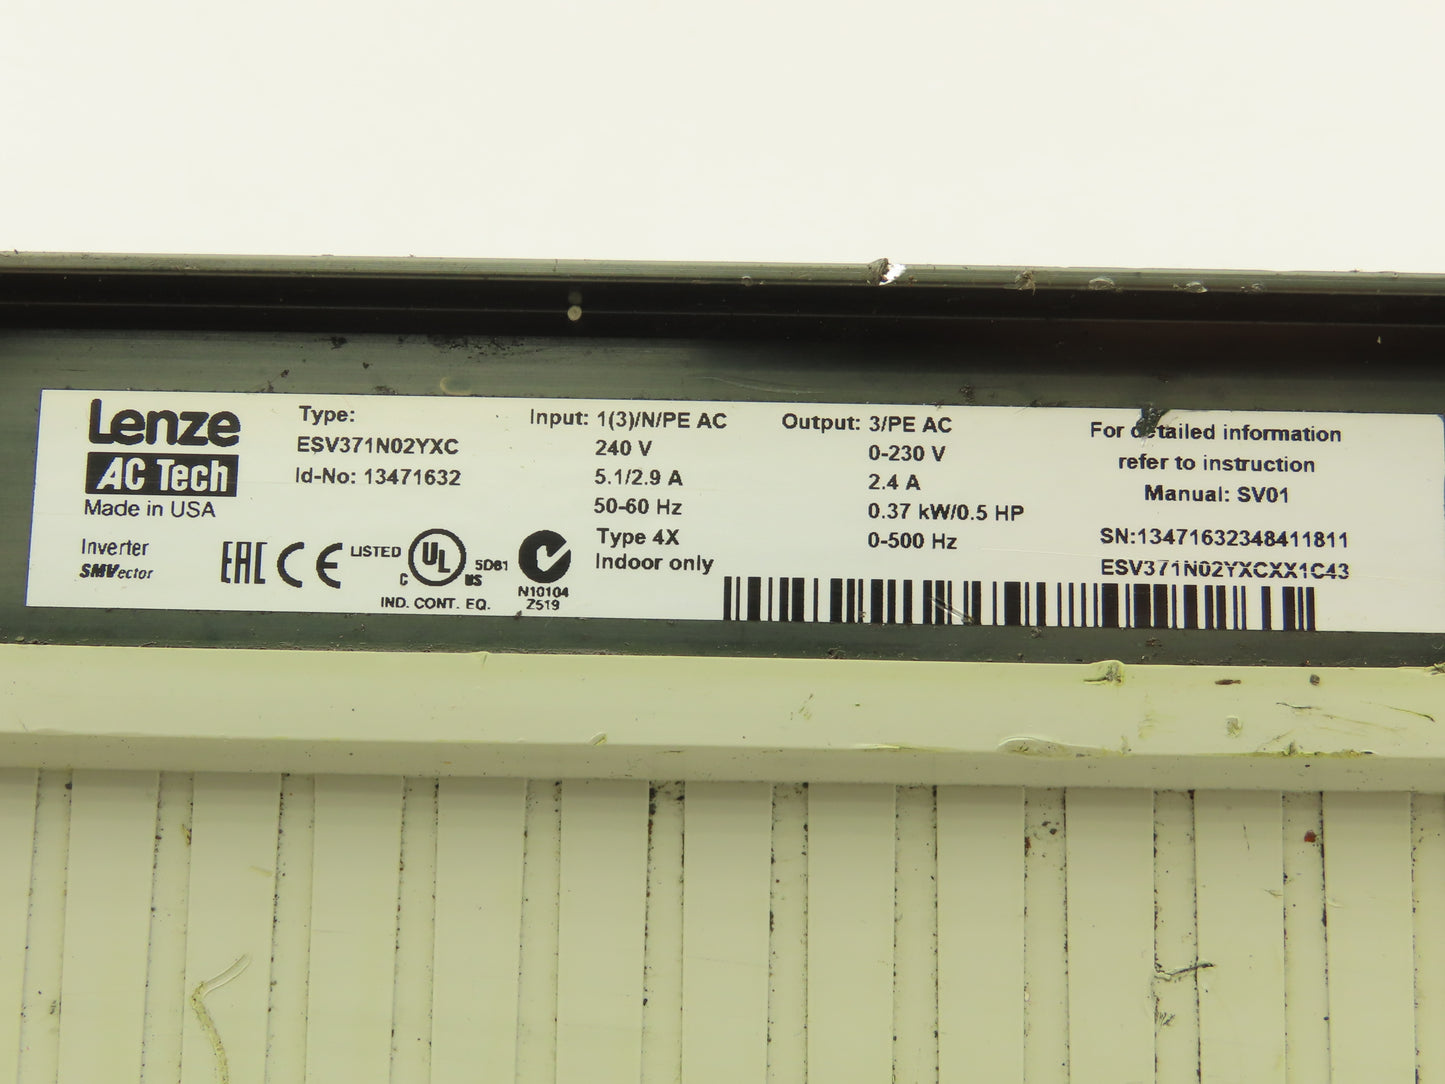 Lenze
AC Tech
Made in USA
Inverter
SMVector
Type:
ESV371N02YXC
Id-No: 13471632
EAC CE LISTED
C UL US
5D81
IND. CONT. EQ.
N10104
Z519
Input: 1(3)/N/PE AC
240 V
5.1/2.9 A
50-60 Hz
Type 4X
Indoor only
Output: 3/PE AC
0-230 V
2.4 A
0.37 kW/0.5 HP
0-500 Hz
For detailed information
refer to instruction
Manual: SV01
SN:13471632348411811
ESV371N02YXCXX1C43